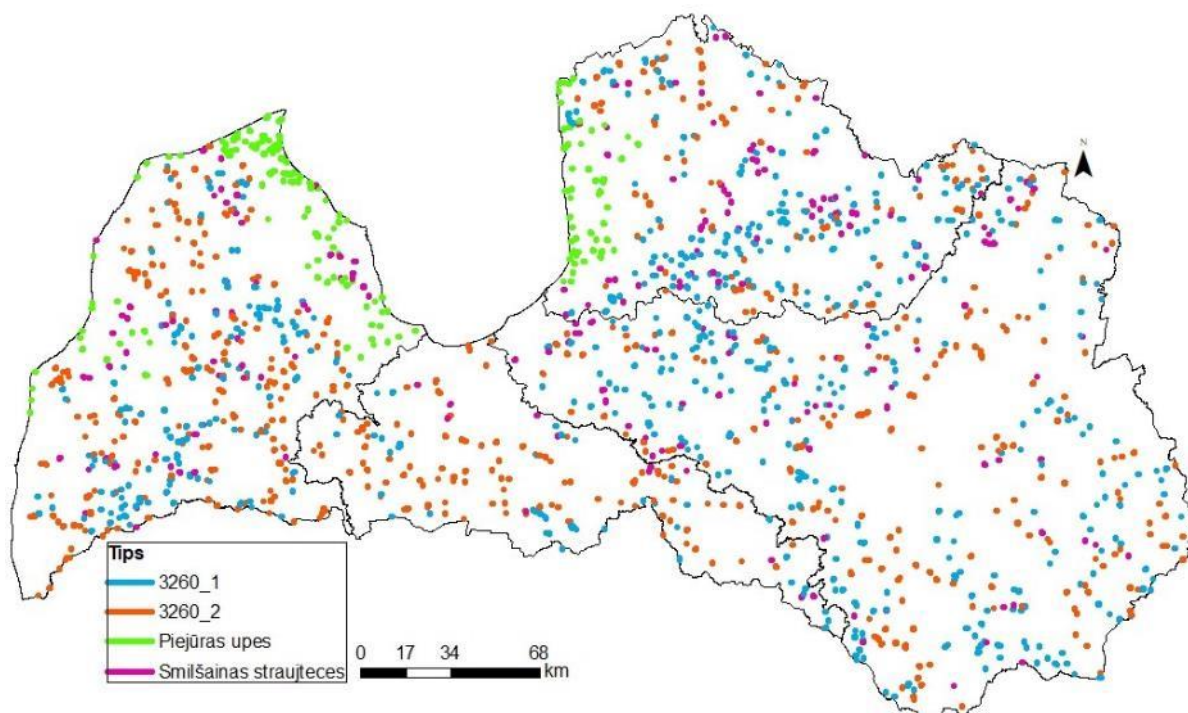 N
Tips
3260_1
3260_2
Piejūras upes
Smilšainas straujteces
0 17 34 68
km